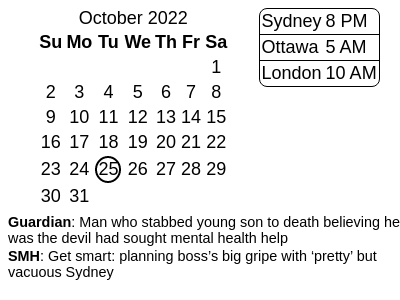 October 2022
Su Mo Tu We Th Fr Sa
1
2 3 4 5 6 7 8
9 10 11 12 13 14 15
16 17 18 19 20 21 22
23 24 25 26 27 28 29
30 31
Sydney 8 PM
Ottawa 5 AM
London 10 AM
Guardian: Man who stabbed young son to death believing he
was the devil had sought mental health help
SMH: Get smart: planning boss’s big gripe with ‘pretty’ but
vacuous Sydney